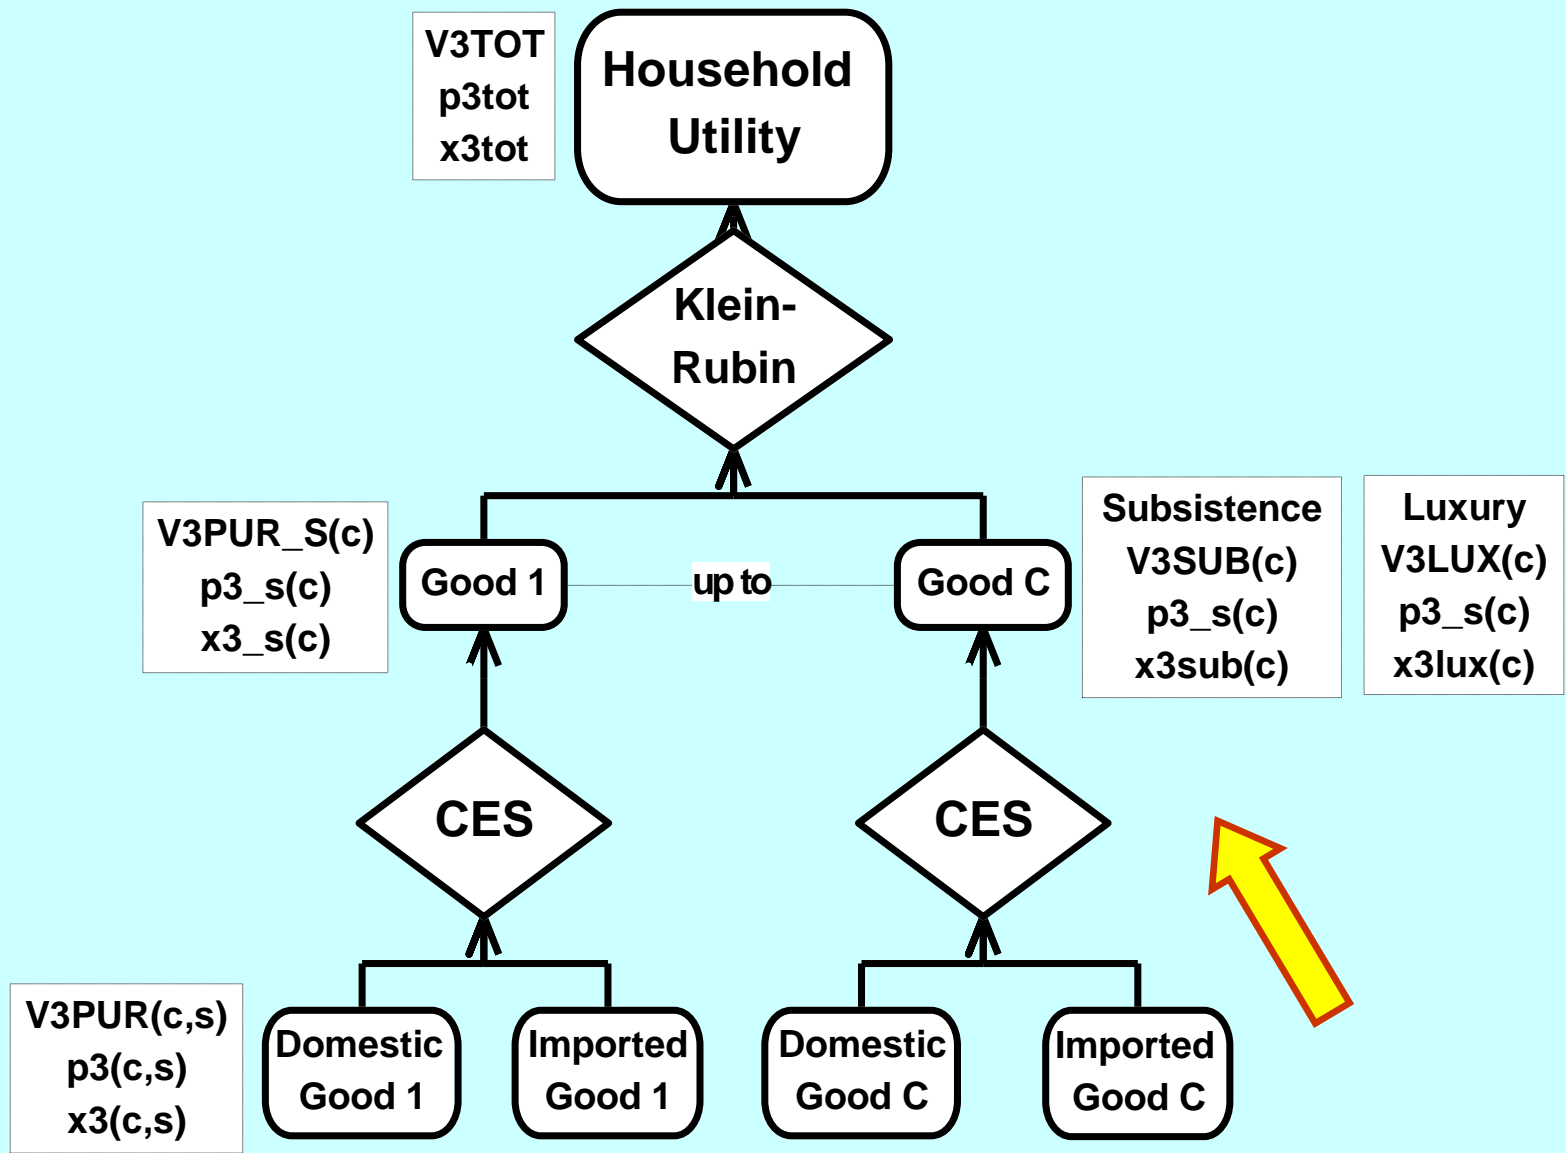 V3TOT
p3tot
x3tot
Household
Utility
Klein-
Rubin
V3PUR_S(c)
p3_s(c)
x3_s(c)
Good 1
up to
Good C
Subsistence
V3SUB(c)
p3_s(c)
x3sub(c)
Luxury
V3LUX(c)
p3_s(c)
x3lux(c)
CES
CES
V3PUR(c,s)
p3(c,s)
x3(c,s)
Domestic
Good 1
Imported
Good 1
Domestic
Good C
Imported
Good C